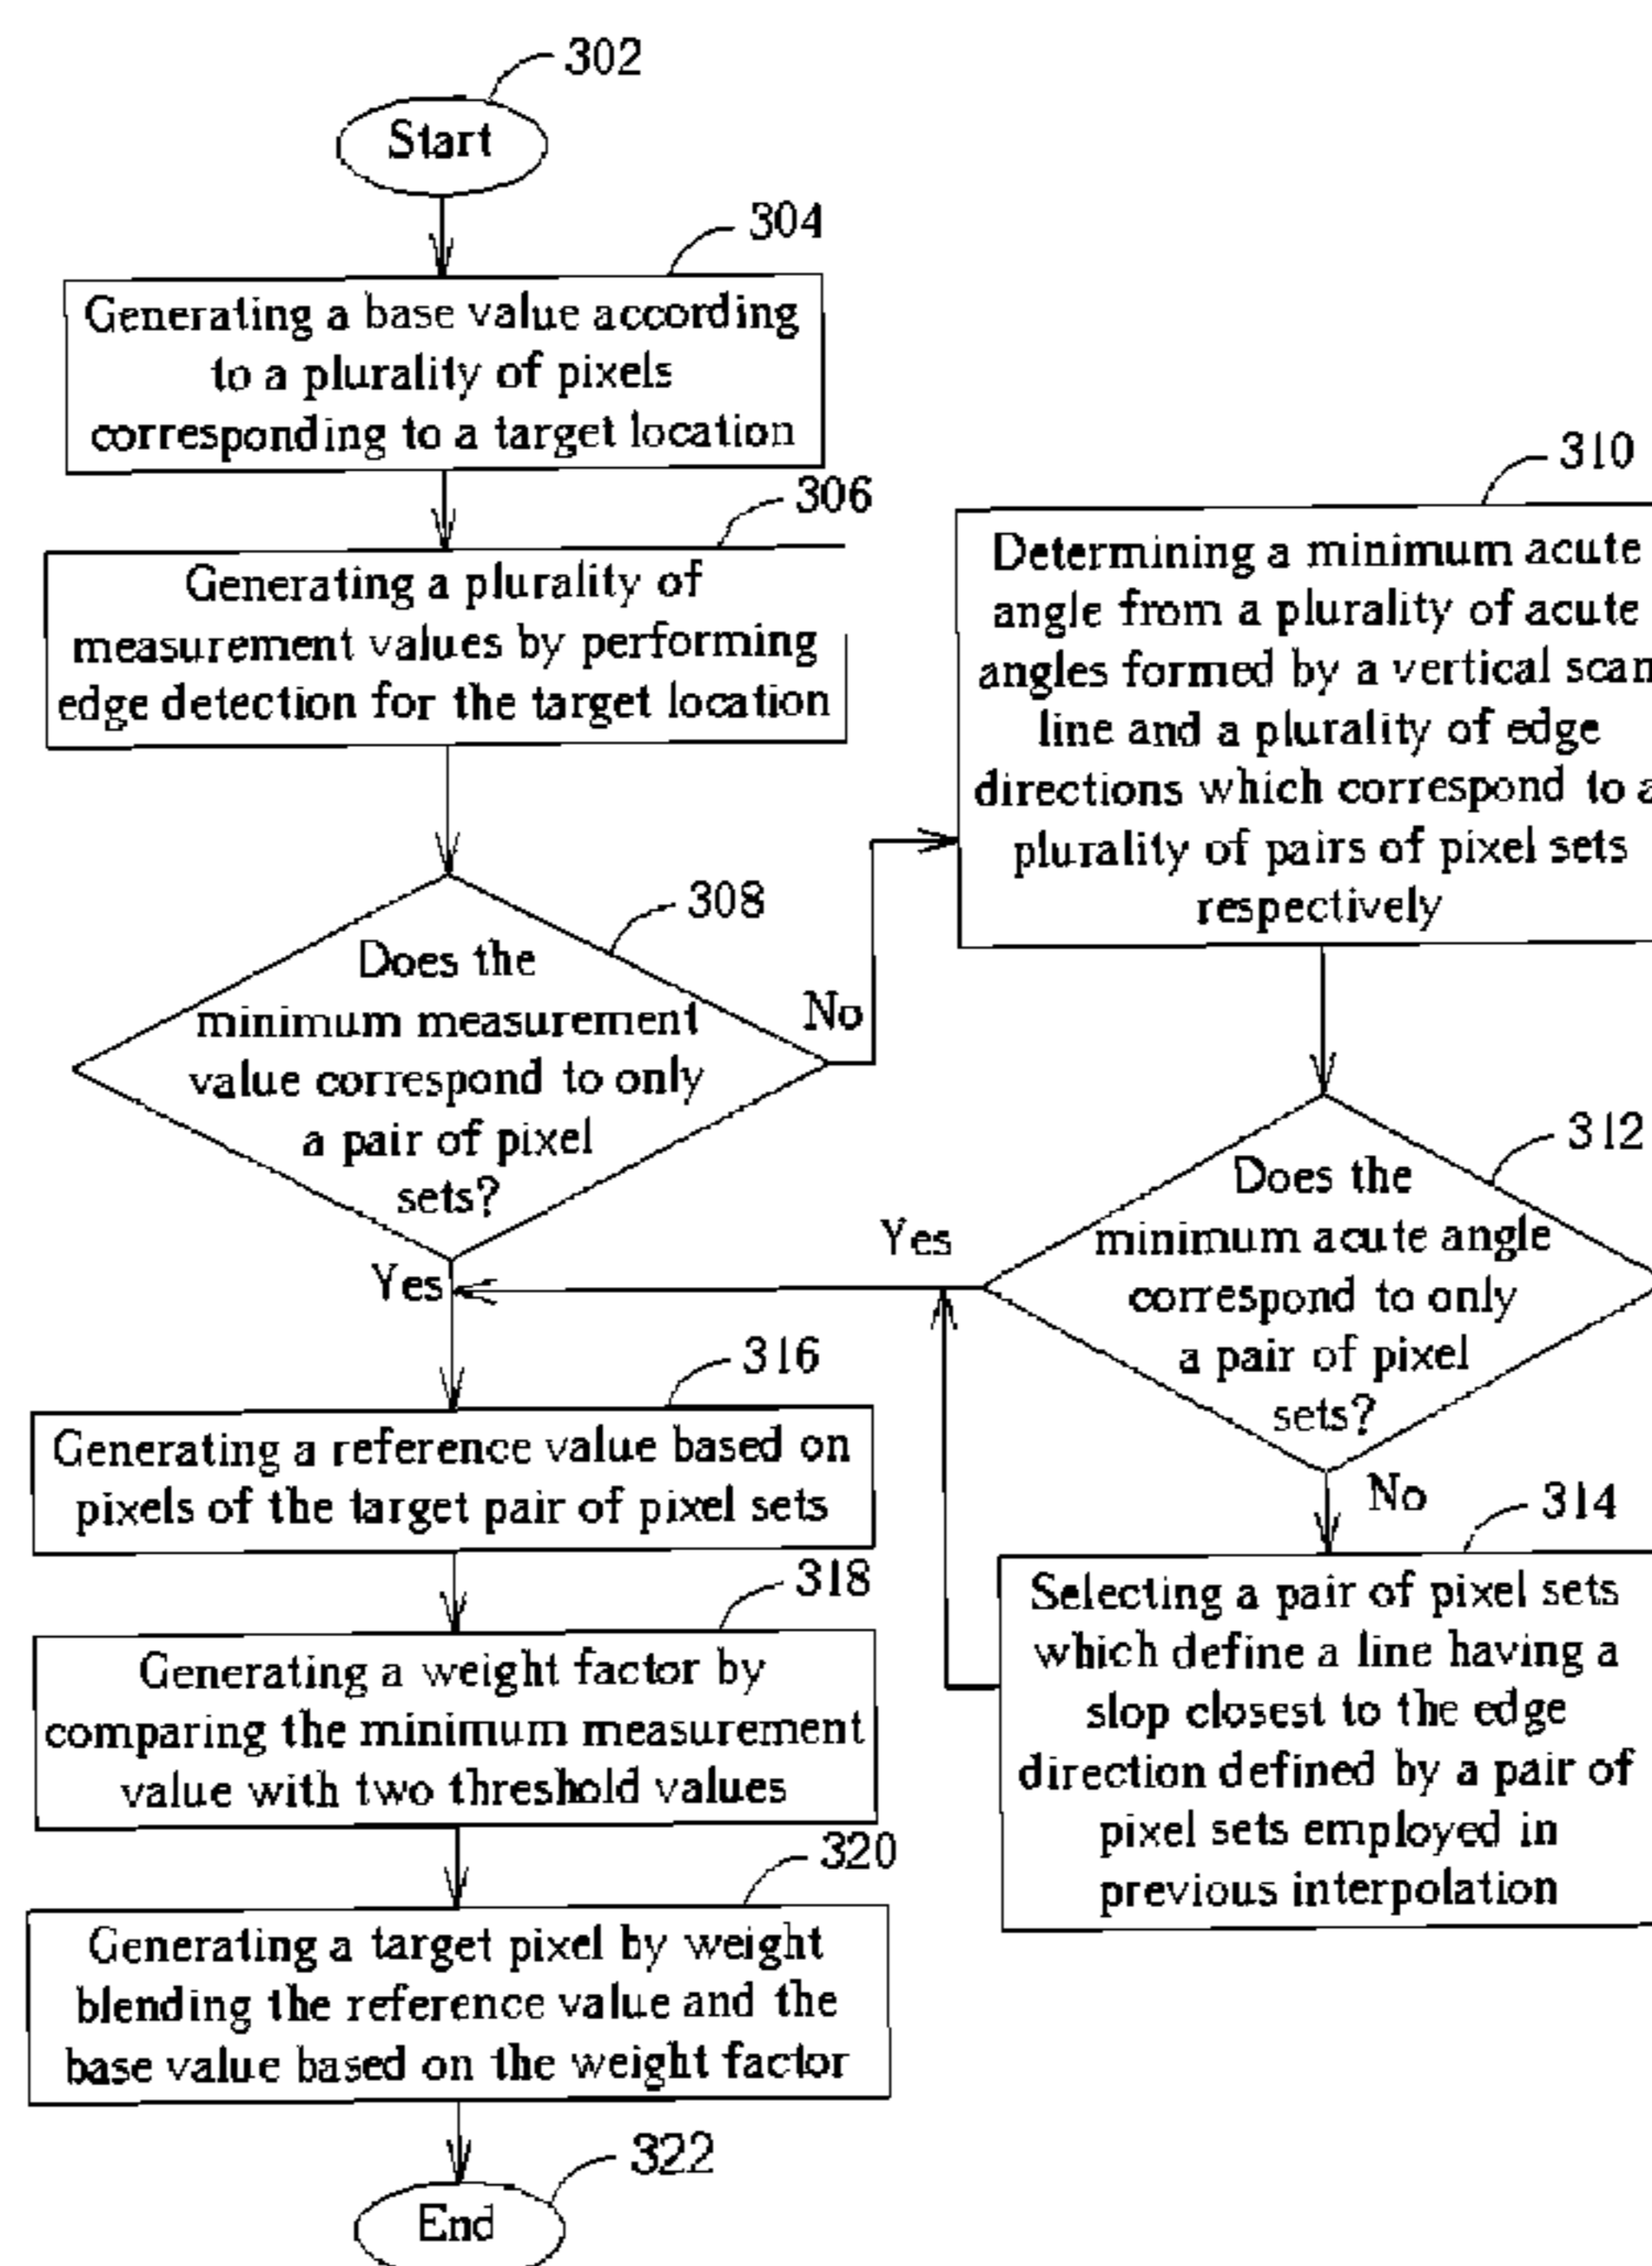 302
Start
304
Generating a base value according
to a plurality of pixels
corresponding to a target location
306
Generating a plurality of
measurement values by performing
edge detection for the target location
308
Does the
minimum measurement
value correspond to only
a pair of pixel
sets?
No
Yes
310
Determining a minimum acute
angle from a plurality of acute
angles formed by a vertical scan
line and a plurality of edge
directions which correspond to a
plurality of pairs of pixel sets
respectively
312
Does the
minimum acute angle
correspond to only
a pair of pixel
sets?
Yes
No
314
Selecting a pair of pixel sets
which define a line having a
slop closest to the edge
direction defined by a pair of
pixel sets employed in
previous interpolation
316
Generating a reference value based on
pixels of the target pair of pixel sets
318
Generating a weight factor by
comparing the minimum measurement
value with two threshold values
320
Generating a target pixel by weight
blending the reference value and the
base value based on the weight factor
322
End